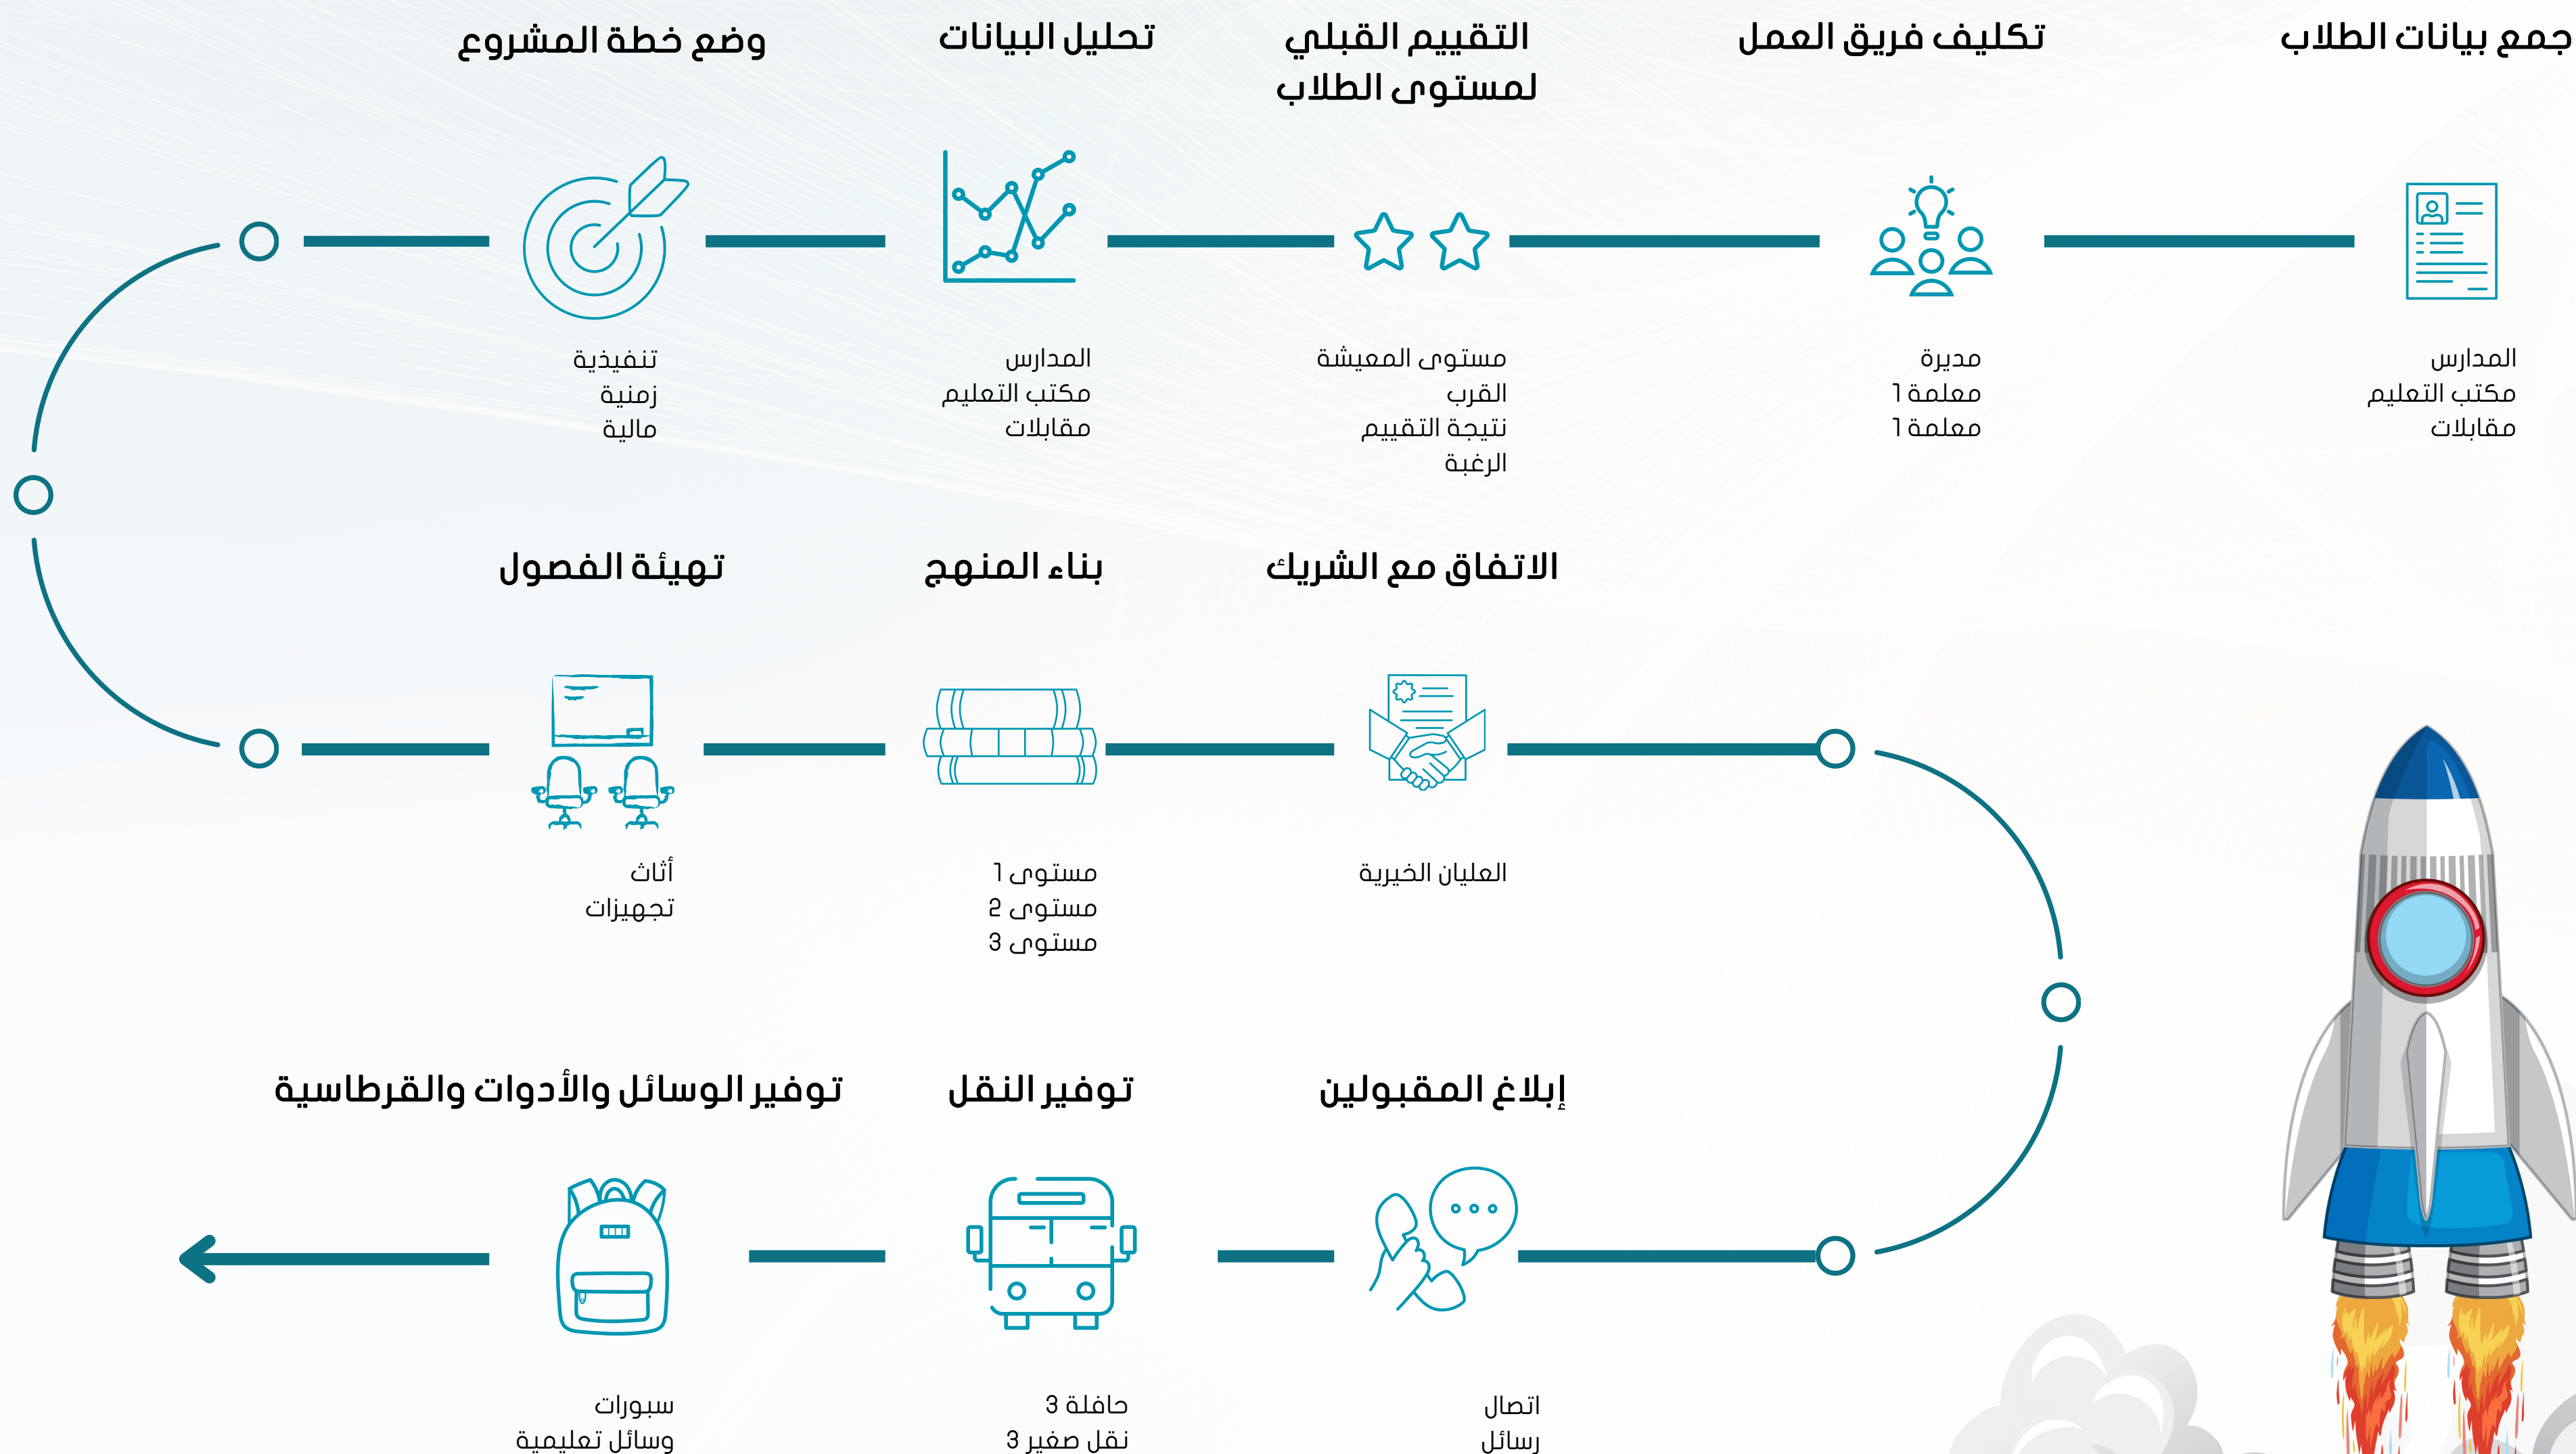 جمع بيانات الطلاب
المدارس
مكتب التعليم
مقابلات
تكليف فريق العمل
مديرة
معلمة 1
معلمة 1
التقييم القبلي
لمستوى الطلاب
مستوى المعيشة
القرب
نتيجة التقييم
الرغبة
تحليل البيانات
المدارس
مكتب التعليم
مقابلات
وضع خطة المشروع
تنفيذية
زمنية
مالية
تهيئة الفصول
أثاث
تجهيزات
بناء المنهج
مستوى 1
مستوى 2
مستوى 3
الاتفاق مع الشريك
العليان الخيرية
إبلاغ المقبولين
اتصال
رسائل
توفير النقل
حافلة 3
نقل صغير 3
توفير الوسائل والأدوات والقرطاسية
سبورات
وسائل تعليمية